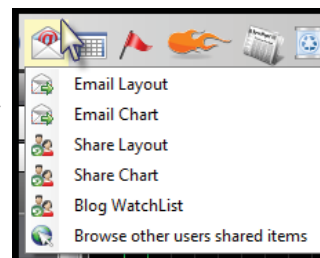 Email Layout
Email Chart
Share Layout
Share Chart
Blog WatchList
Browse other users shared items